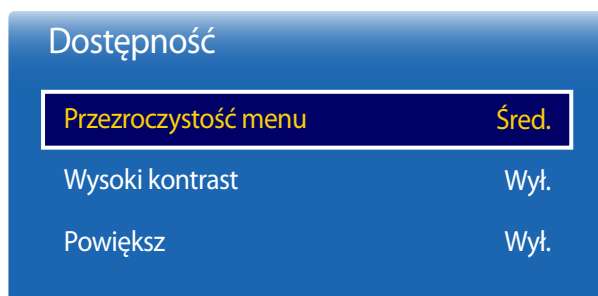 Dostępność
Przezroczystość menu Śred.
Wysoki kontrast Wył.
Powiększ Wył.